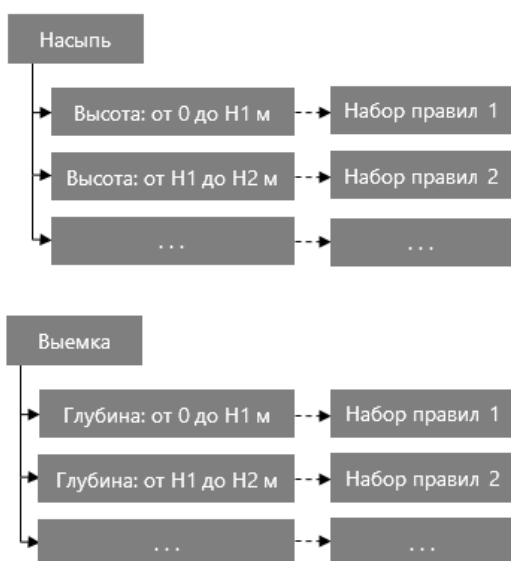 Насыпь
Высота: от 0 до H1 м
Набор правил 1
Высота: от H1 до H2 м
Набор правил 2
...
...
Выемка
Глубина: от 0 до H1 м
Набор правил 1
Глубина: от H1 до H2 м
Набор правил 2
...
...